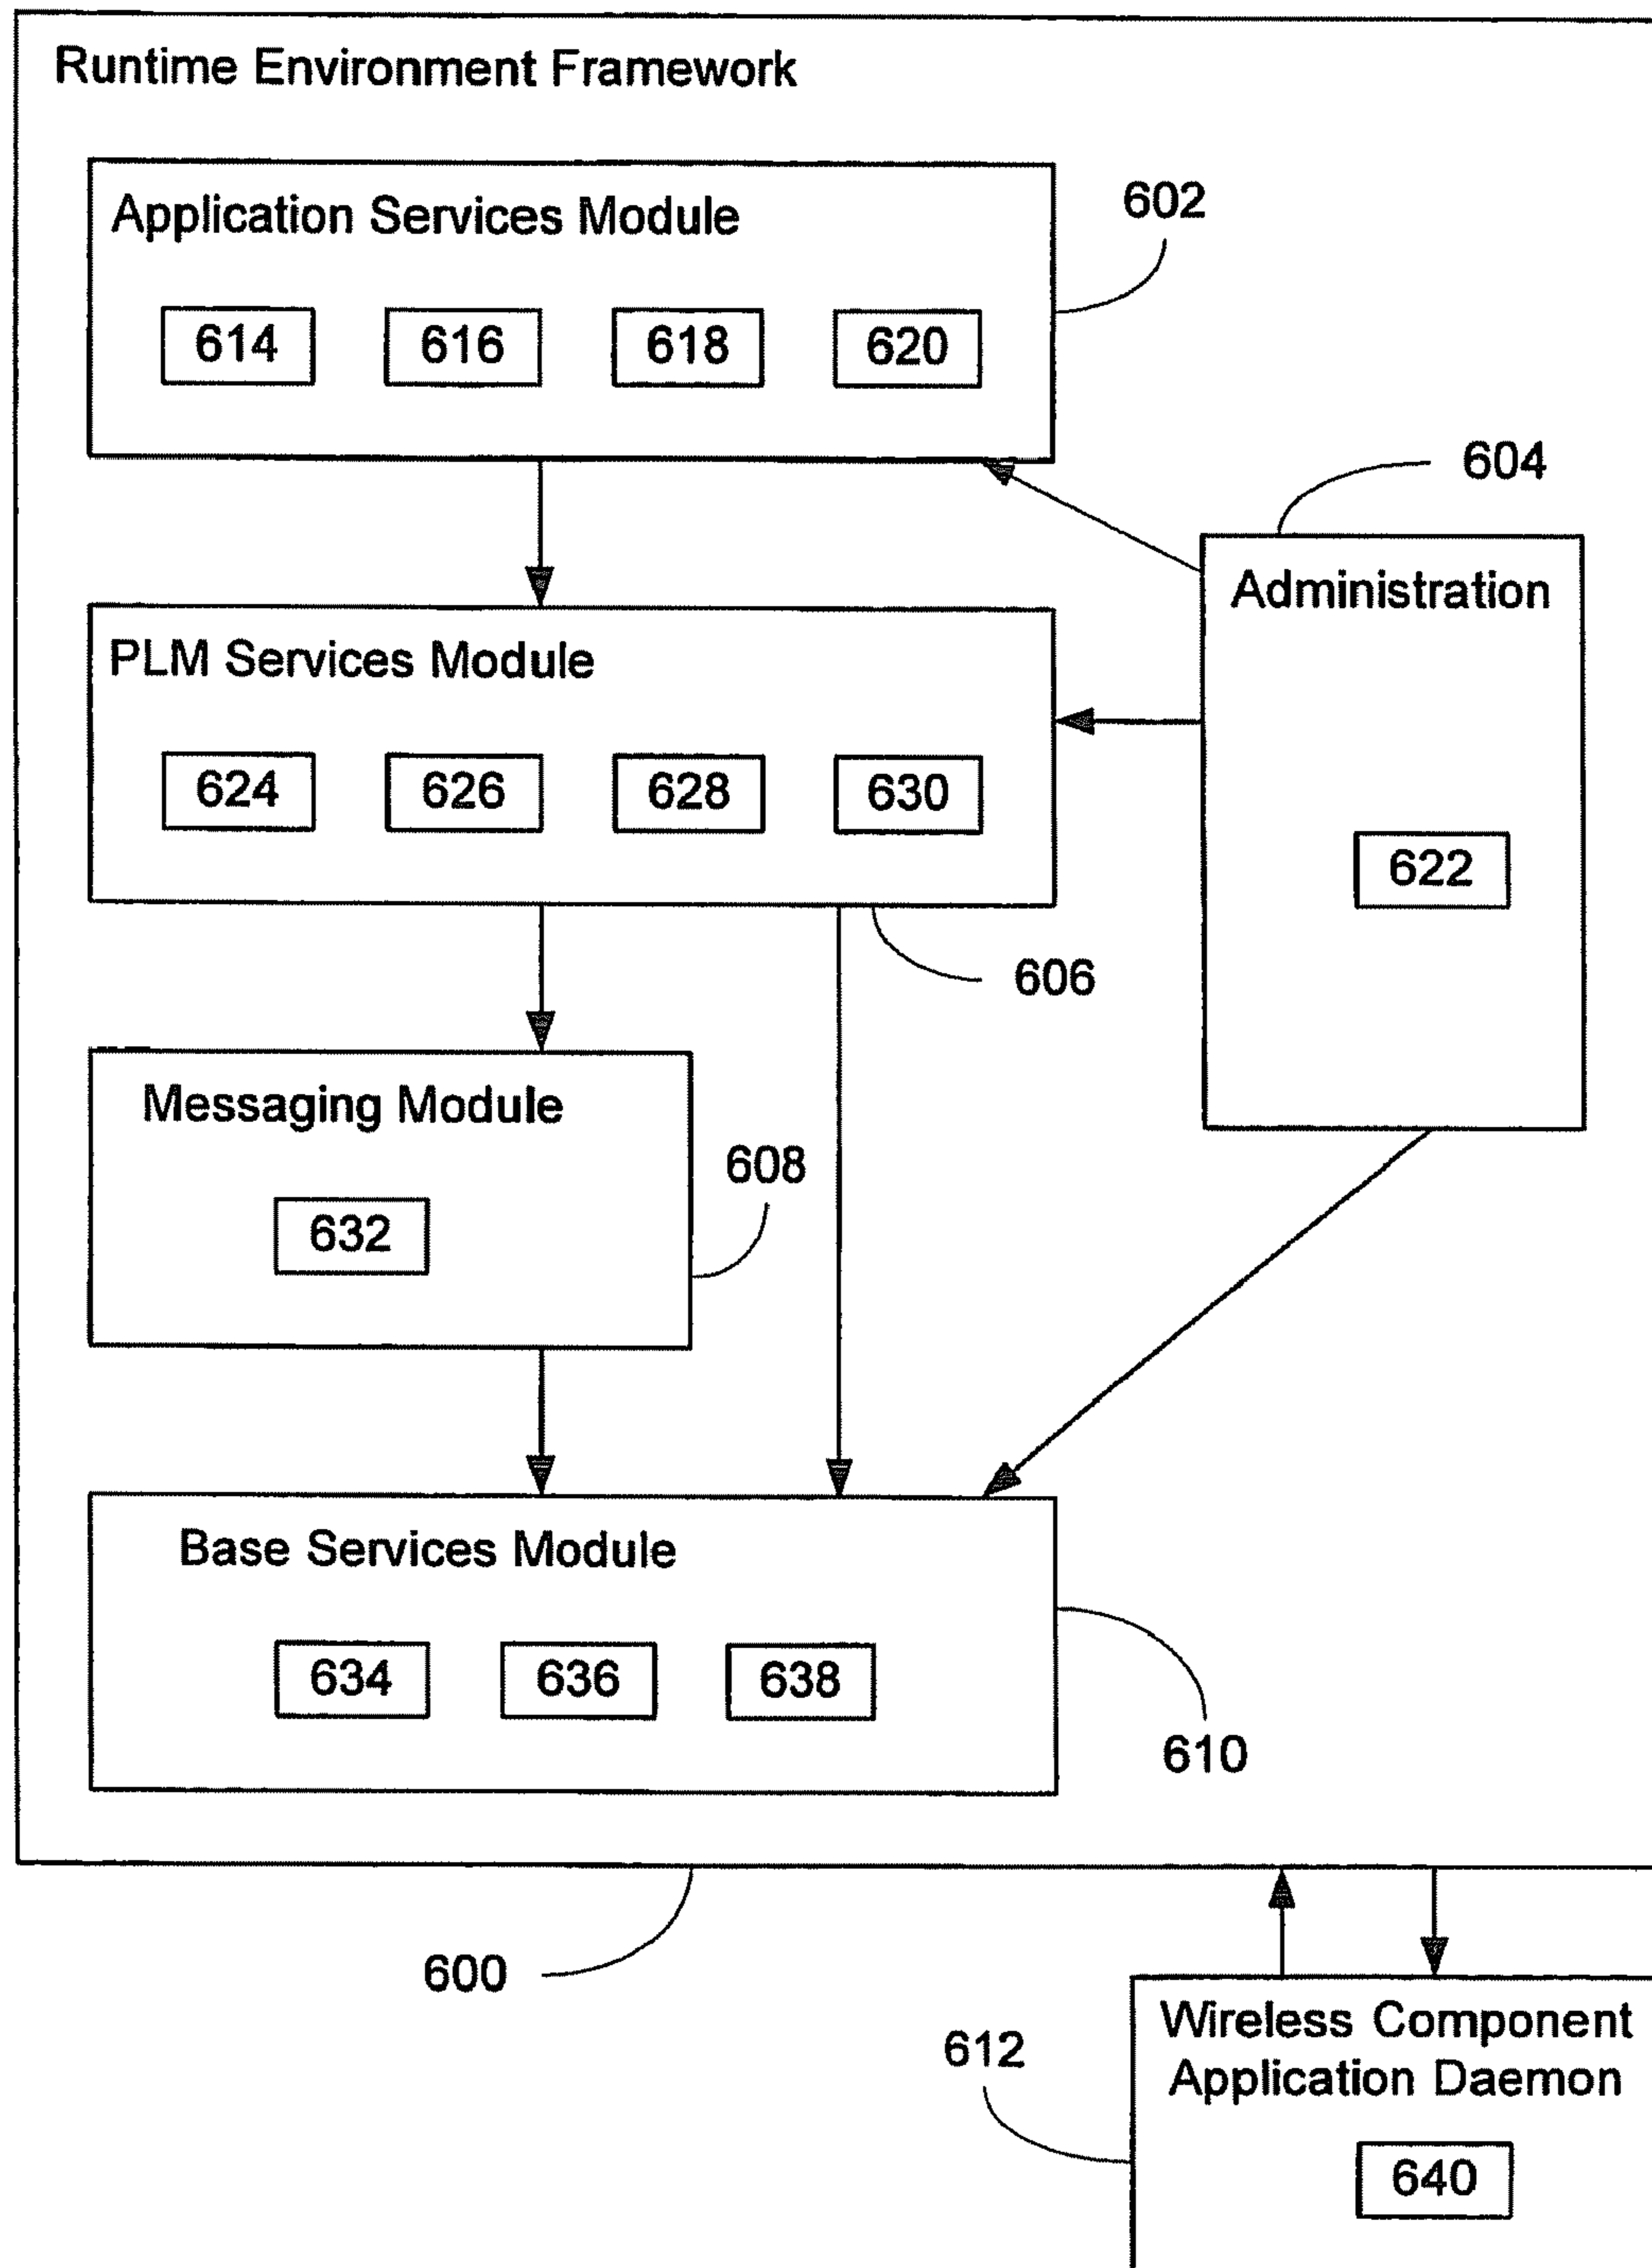 Runtime Environment Framework
Application Services Module
602
614 616 618 620
604
Administration
PLM Services Module
624 626 628 630
622
606
Messaging Module
608
632
Base Services Module
634 636 638
610
600
Wireless Component
Application Daemon
612
640